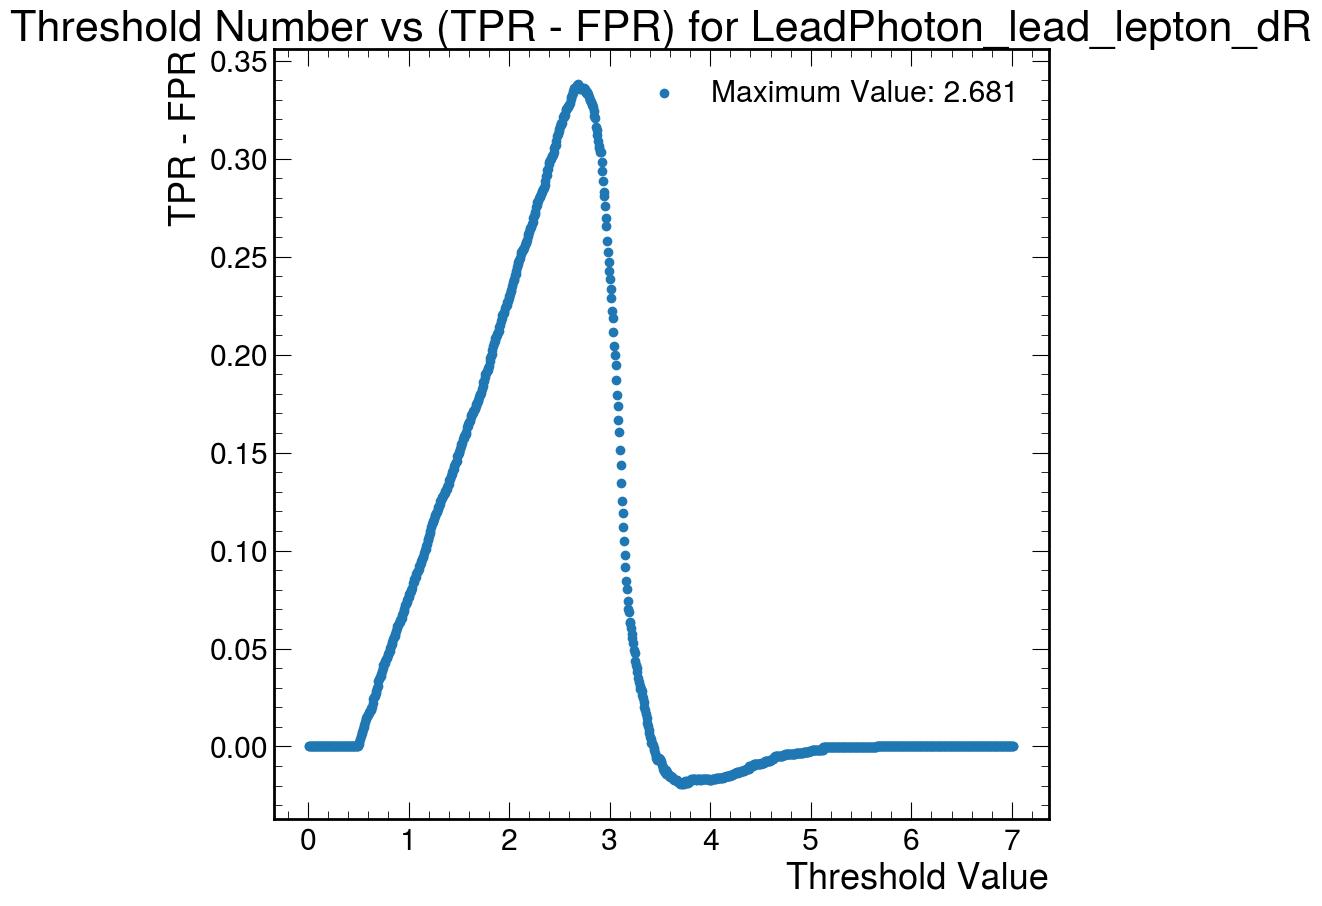 Threshold Number vs (TPR - FPR) for LeadPhoton_lead_lepton_dR
TPR - FPR
0.35
0.30
0.25
0.20
0.15
0.10
0.05
0.00
Maximum Value: 2.681
0 1 2 3 4 5 6 7
Threshold Value